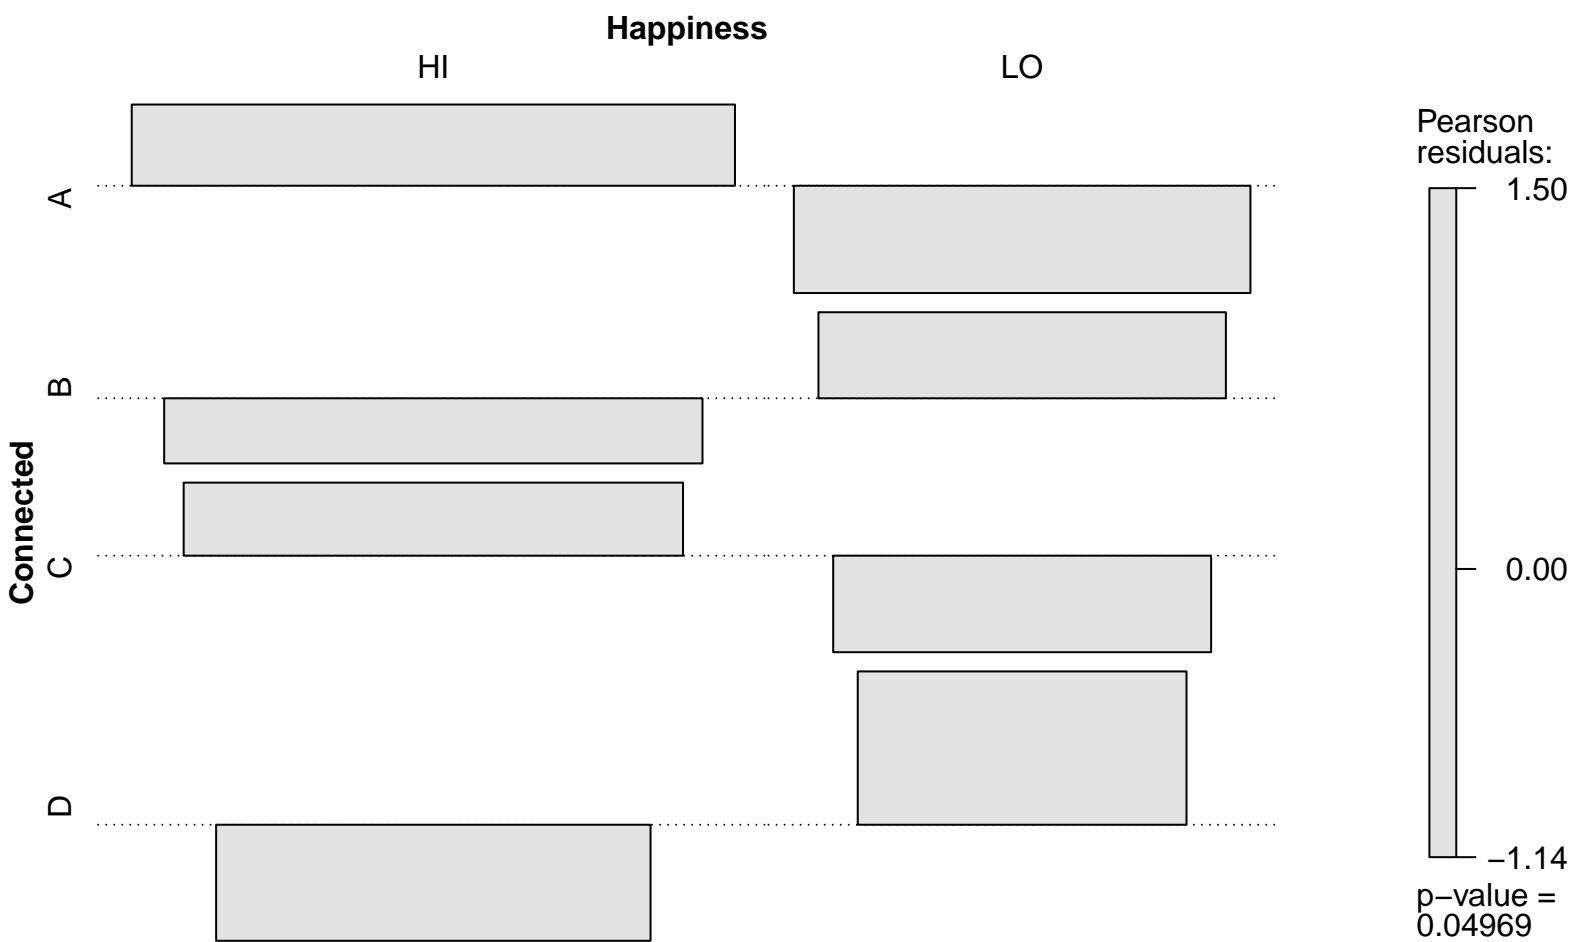 Happiness
HI
LO
Connected
A
B
C
D
Pearson
residuals:
1.50
0.00
−1.14
p−value =
0.04969